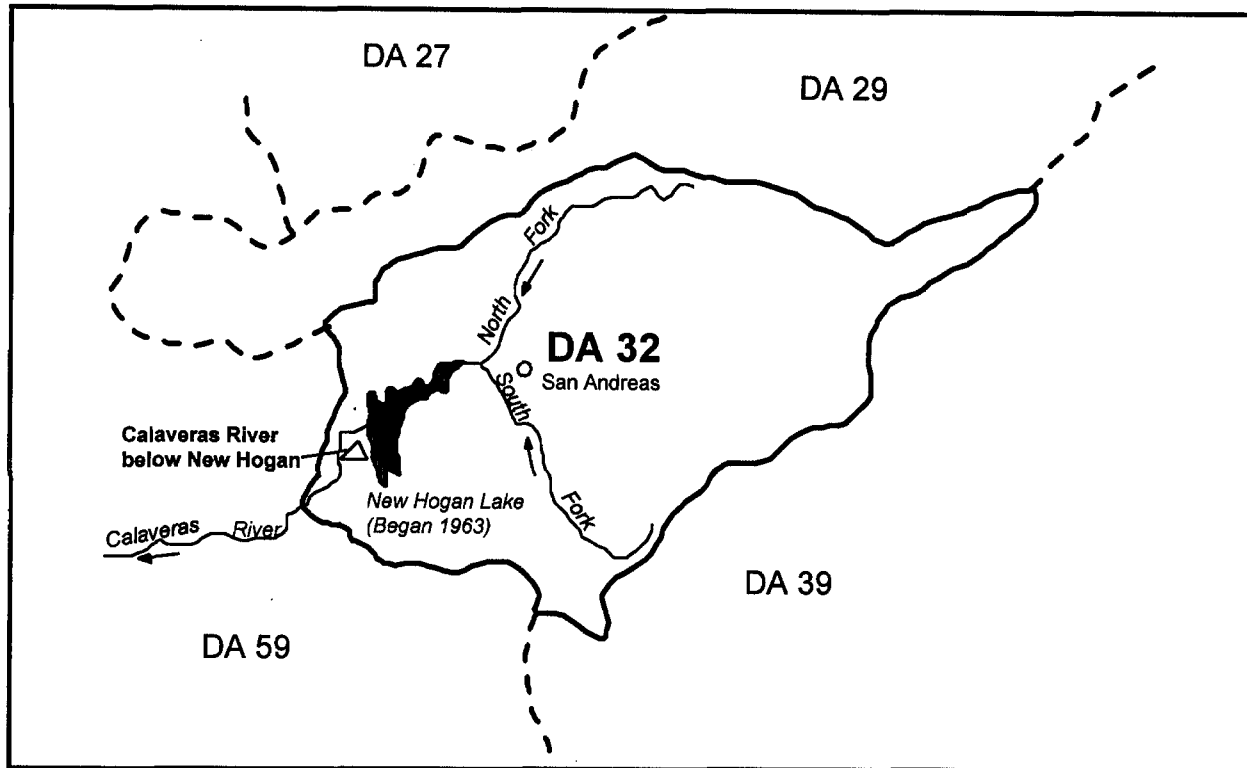 DA 27
DA 29
North Fork
DA 32
San Andreas
South Fork
Calaveras River
below New Hogan
New Hogan Lake
(Began 1963)
Calaveras River
DA 39
DA 59